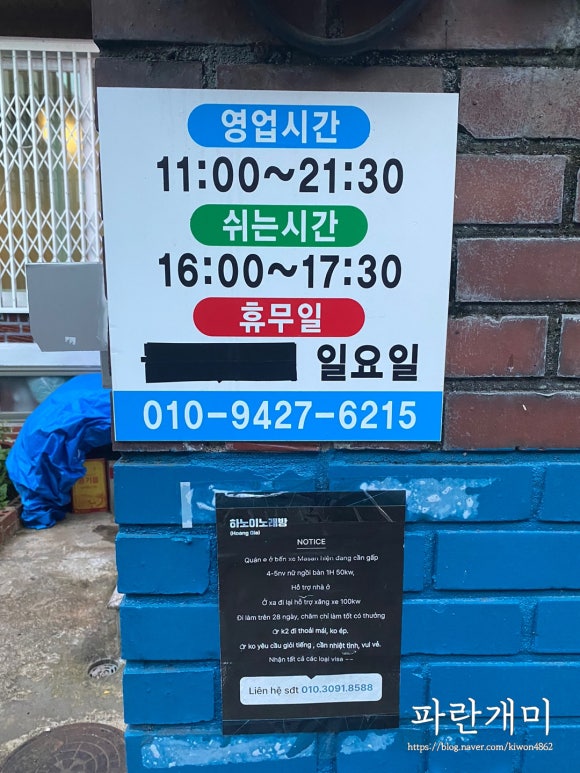 영업시간
11:00~21:30
쉬는시간
16:00~17:30
휴무일
일요일
010-9427-6215
하노이노래방
(Hoang Gia)
NOTICE
Quán e ở bến xe Masan hiện đang cần gấp
4-5nv nữ ngồi bàn 1H 50kw,
Hỗ trợ nhà ở
Ở xa đi lại hỗ trợ xăng xe 100kw
Đi làm trên 28 ngày, chăm chỉ làm tốt có thưởng
👉 k2 đi thoải mái, ko ép.
👉 ko yêu cầu giỏi tiếng , cần nhiệt tình, vui vẻ.
Nhận tất cả các loại visa ~~
Liên hệ sđt 010.3091.8588
파란개미
https://blog.naver.com/kiwon4862